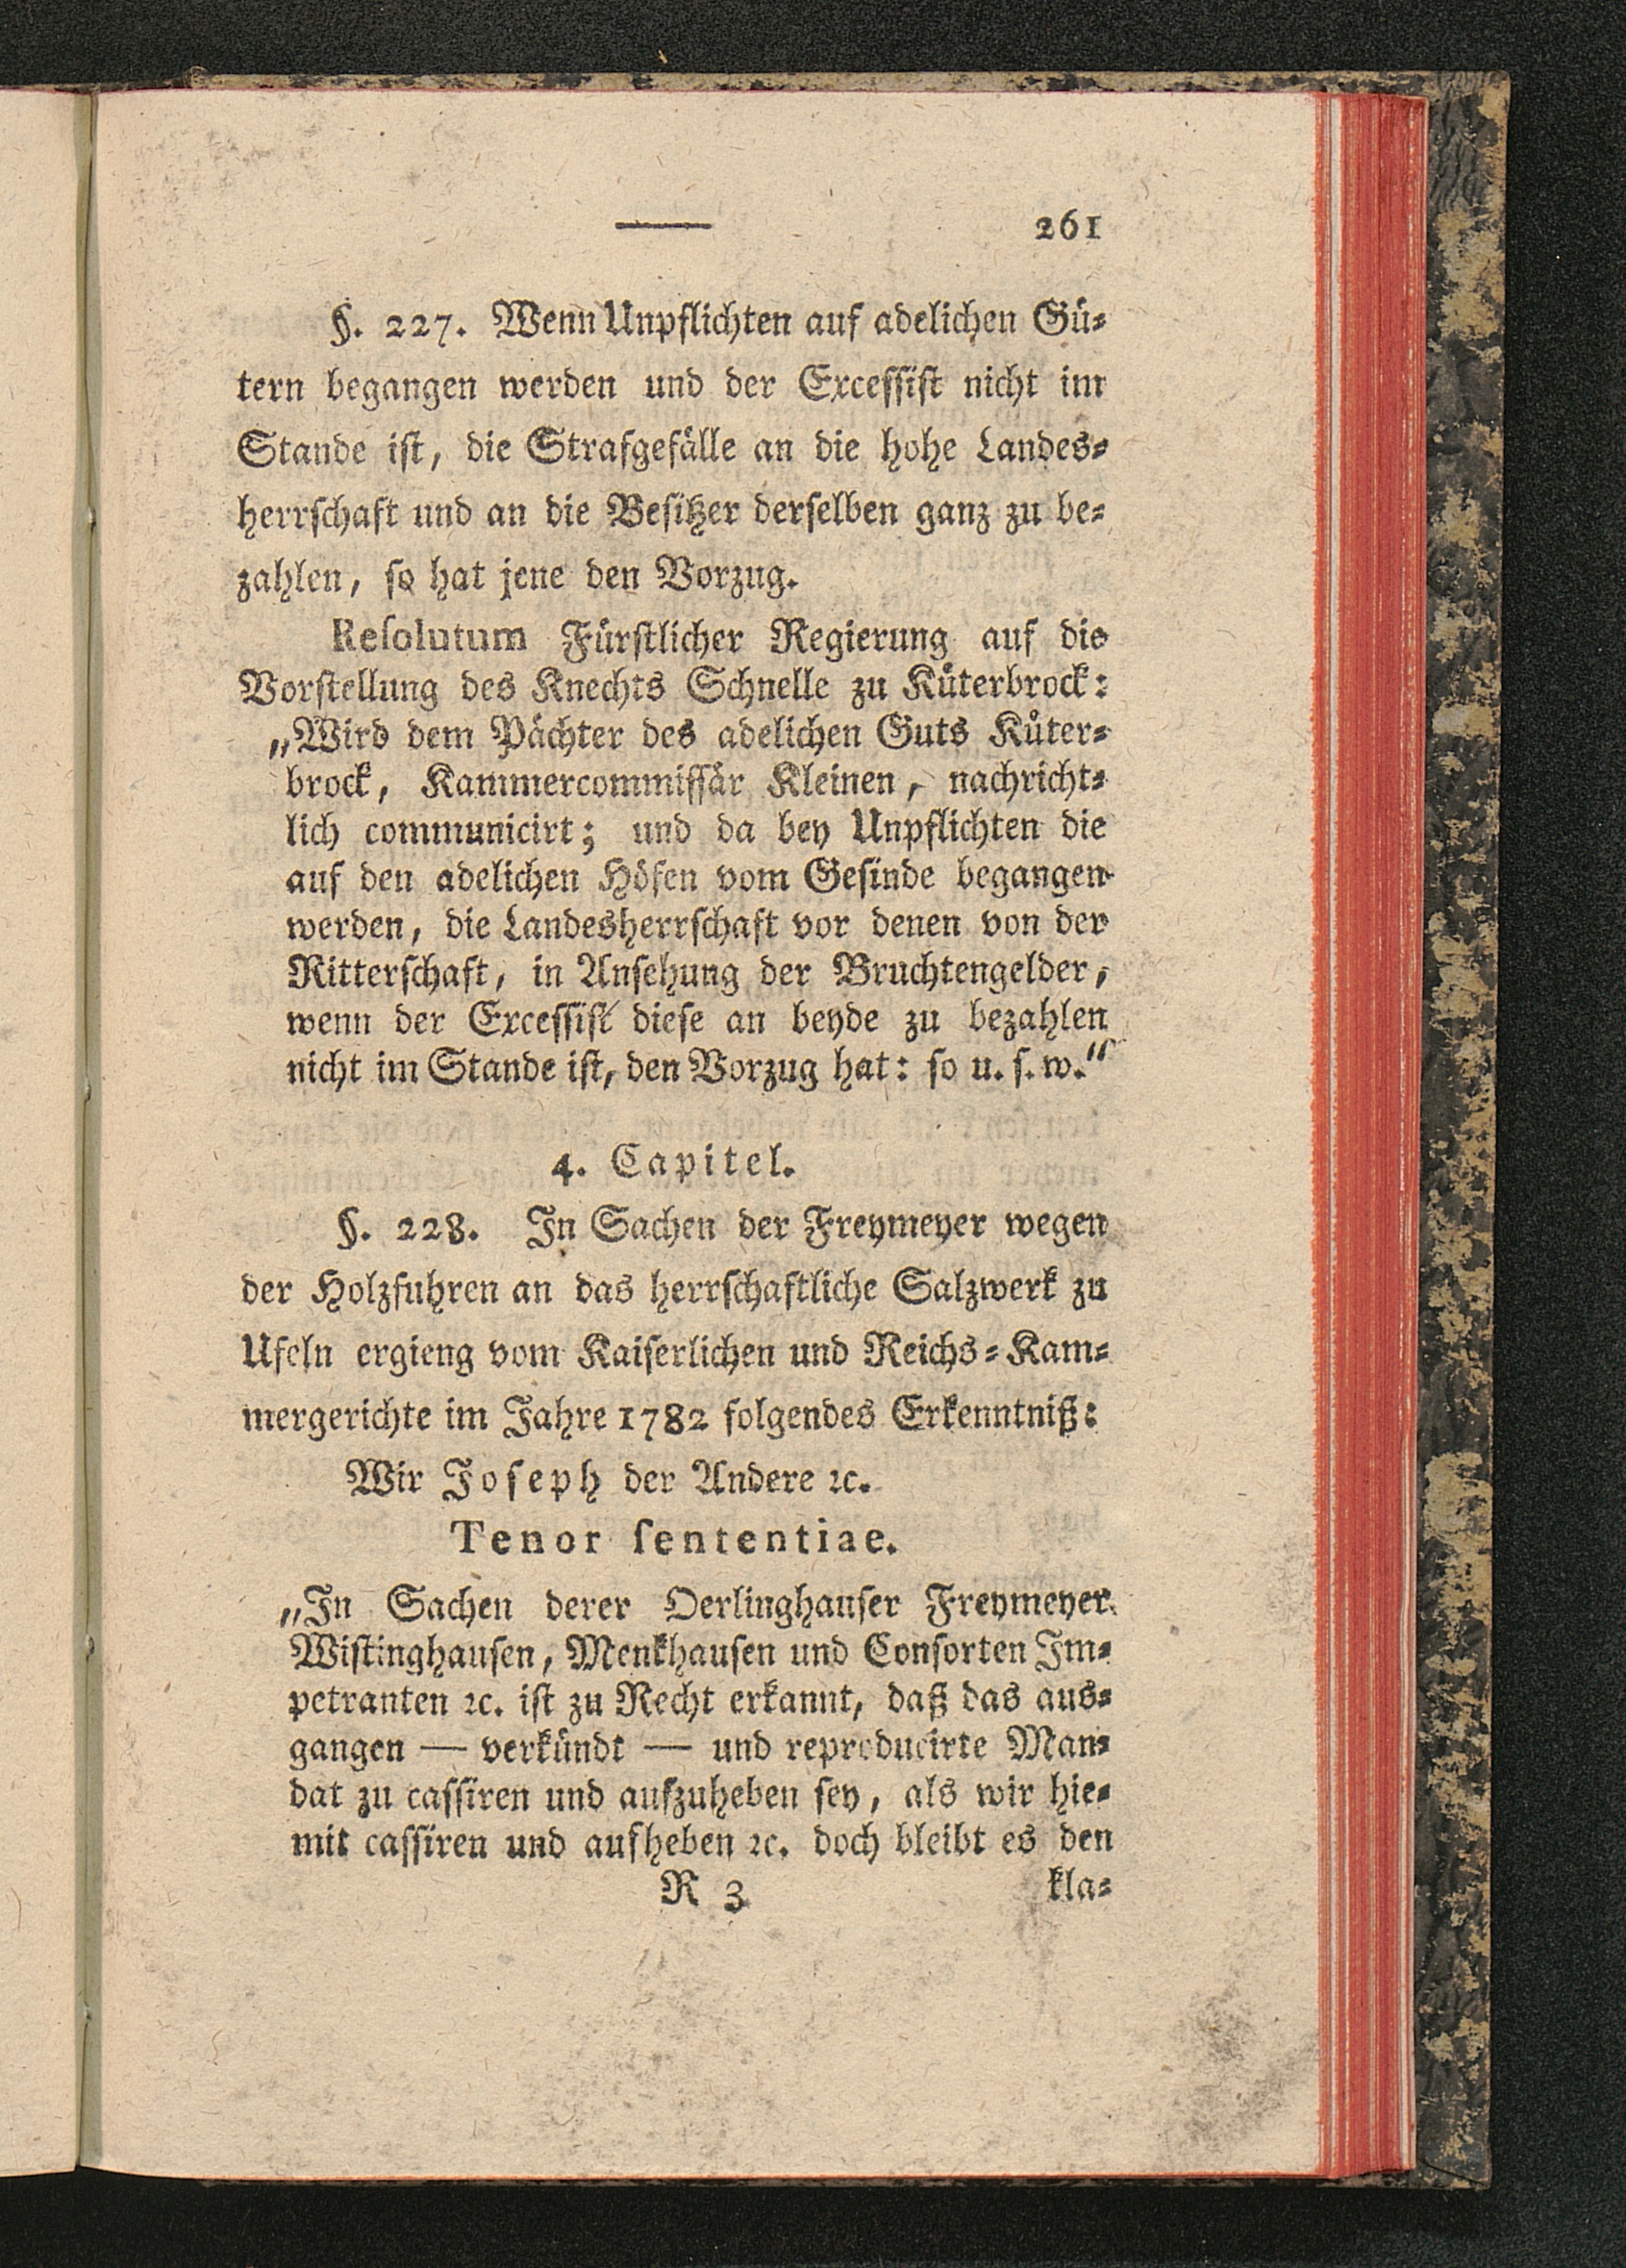 261
§. 227. Wenn Unpflichten auf adelichen Gü⸗
tern begangen werden und der Excessist nicht im
Stande ist, die Strafgefälle an die hohe Landes⸗
herrschaft und an die Besitzer derselben ganz zu be⸗
zahlen, so hat jene den Vorzug.
Reſolutum Fürstlicher Regierung auf die
Vorstellung des Knechts Schnelle zu Küterbrock:
„Wird dem Pächter des adelichen Guts Küter⸗
brock, Kammercommissär Kleinen, nachricht⸗
lich communicirt; und da bey Unpflichten die
auf den adelichen Höfen vom Gesinde begangen
werden, die Landesherrschaft vor denen von der
Ritterschaft, in Ansehung der Bruchtengelder,
wenn der Excessist diese an beyde zu bezahlen
nicht im Stande ist, den Vorzug hat: so u. s. w.“
4. Capitel.
§. 228. In Sachen der Freymeyer wegen
der Holzfuhren an das herrschaftliche Salzwerk zu
Ufeln ergieng vom Kaiserlichen und Reichs⸗Kam⸗
mergerichte im Jahre 1782 folgendes Erkenntniß:
Wir Joseph der Andere ꝛc.
Tenor ſententiae.
„In Sachen derer Oerlinghauser Freymeyer
Wistinghausen, Menkhausen und Consorten Im⸗
petranten ꝛc. ist zu Recht erkannt, daß das aus⸗
gangen — verkündt — und reproducirte Man⸗
dat zu cassiren und aufzuheben sey, als wir hie⸗
mit cassiren und aufheben ꝛc. doch bleibt es den
R 3 kla⸗